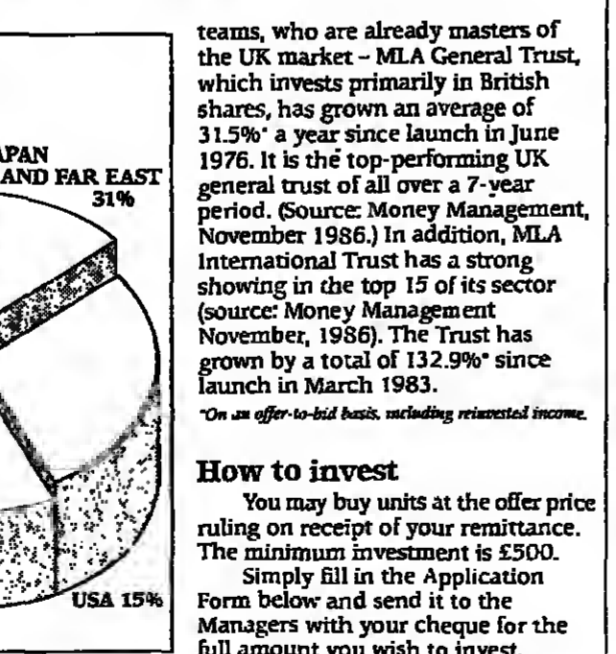 APAN
AND FAR EAST
31%
USA 15%
teams, who are already masters of
the UK market – MLA General Trust,
which invests primarily in British
shares, has grown an average of
31.5%* a year since launch in June
1976. It is the top-performing UK
general trust of all over a 7-year
period. (Source: Money Management,
November 1986.) In addition, MLA
International Trust has a strong
showing in the top 15 of its sector
(source: Money Management
November, 1986). The Trust has
grown by a total of 132.9%* since
launch in March 1983.
*On an offer-to-bid basis, including reinvested income.
How to invest
You may buy units at the offer price
ruling on receipt of your remittance.
The minimum investment is £500.
Simply fill in the Application
Form below and send it to the
Managers with your cheque for the
full amount you wish to invest.